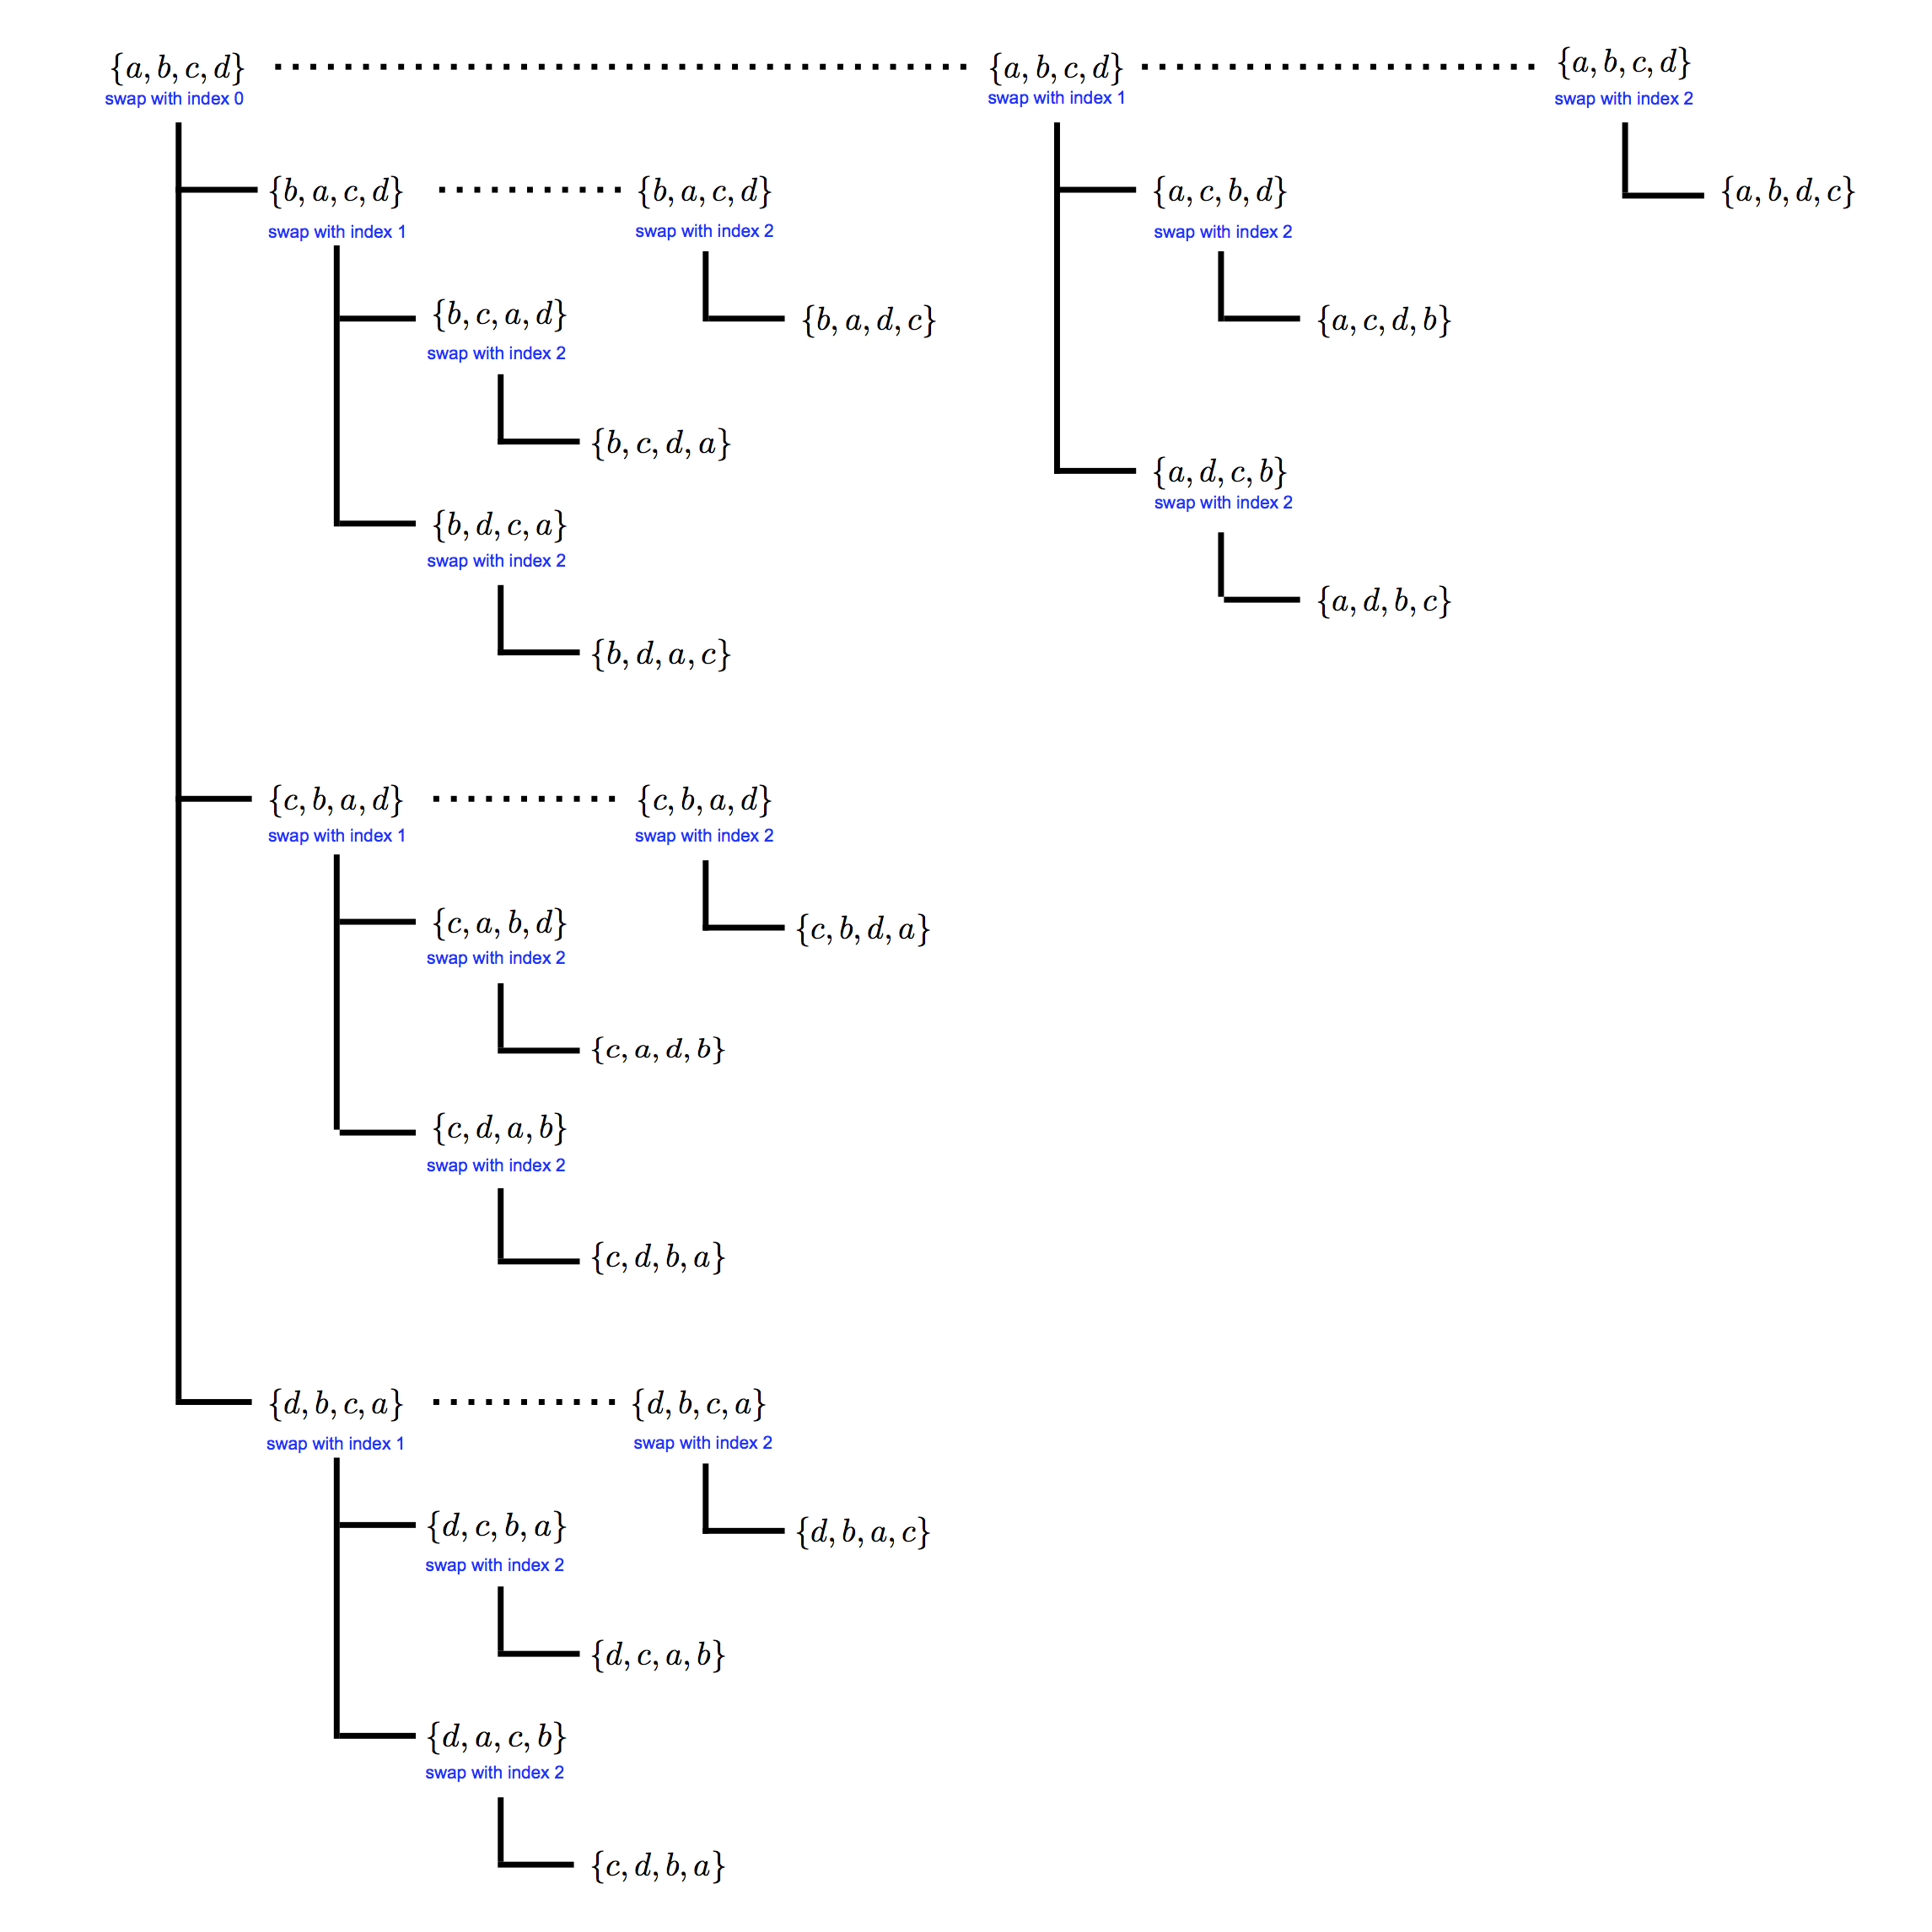 {a, b, c, d} {a, b, c, d} {a, b, c, d}
swap with index 0 swap with index 1 swap with index 2
{b, a, c, d} {b, a, c, d} {a, c, b, d} {a, b, d, c}
swap with index 1 swap with index 2 swap with index 2
{b, c, a, d} {b, a, d, c} {a, c, d, b}
swap with index 2
{b, c, d, a} {a, d, c, b}
swap with index 2
{b, d, c, a}
swap with index 2
{a, d, b, c}
{b, d, a, c}
{c, b, a, d} {c, b, a, d}
swap with index 1 swap with index 2
{c, a, b, d} {c, b, d, a}
swap with index 2
{c, a, d, b}
{c, d, a, b}
swap with index 2
{c, d, b, a}
{d, b, c, a} {d, b, c, a}
swap with index 1 swap with index 2
{d, c, b, a} {d, b, a, c}
swap with index 2
{d, c, a, b}
{d, a, c, b}
swap with index 2
{c, d, b, a}